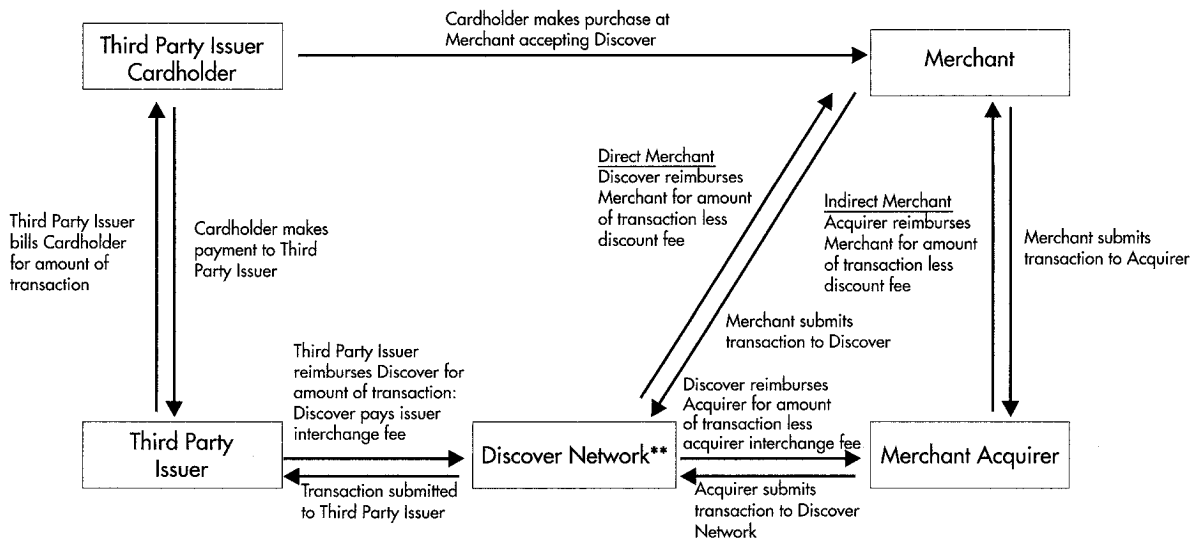 Cardholder makes purchase at
Merchant accepting Discover
Third Party Issuer
Cardholder
Merchant
Direct Merchant
Discover reimburses
Merchant for amount
of transaction less
discount fee
Indirect Merchant
Acquirer reimburses
Merchant for amount
of transaction less
discount fee
Third Party Issuer
bills Cardholder
for amount of
transaction
Cardholder makes
payment to Third
Party Issuer
Merchant submits
transaction to Acquirer
Merchant submits
transaction to Discover
Third Party Issuer
reimburses Discover for
amount of transaction:
Discover pays issuer
interchange fee
Discover reimburses
Acquirer for amount
of transaction less
acquirer interchange fee
Third Party
Issuer
Discover Network**
Merchant Acquirer
Transaction submitted
to Third Party Issuer
Acquirer submits
transaction to Discover
Network